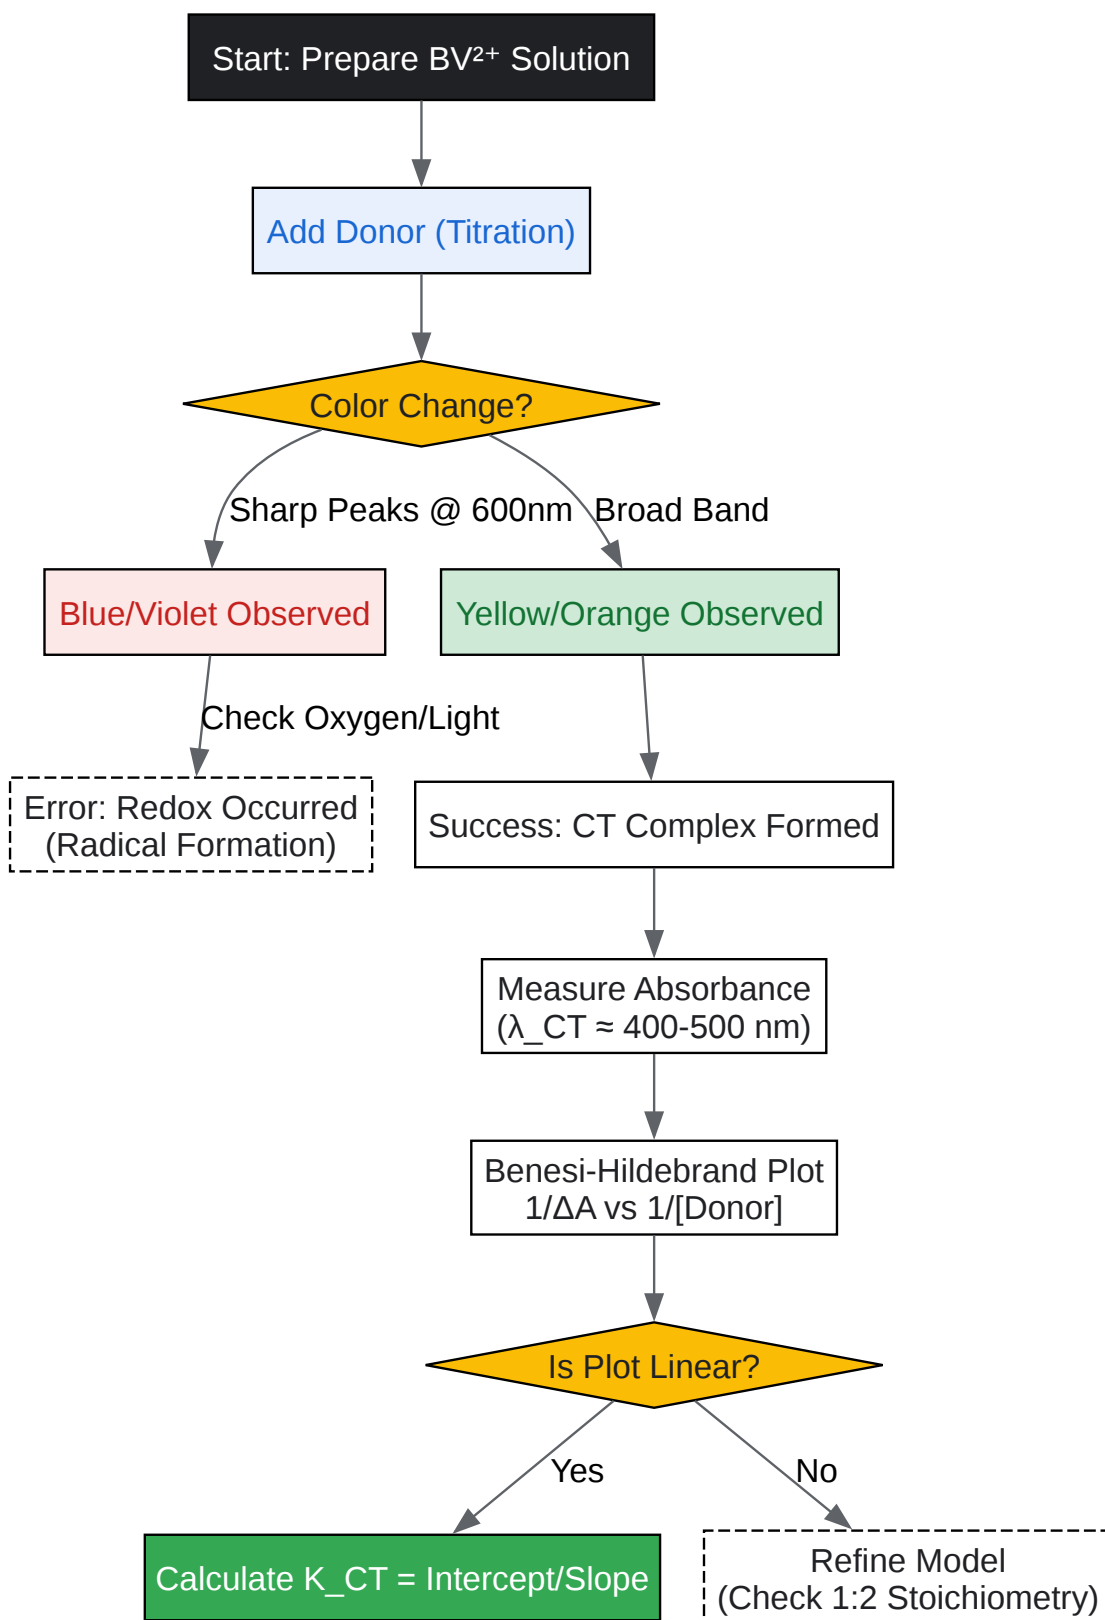 Start: Prepare BV²⁺ Solution
Add Donor (Titration)
Color Change?
Sharp Peaks @ 600nm
Broad Band
Blue/Violet Observed
Yellow/Orange Observed
Check Oxygen/Light
Error: Redox Occurred
(Radical Formation)
Success: CT Complex Formed
Measure Absorbance
(λ_CT ≈ 400-500 nm)
Benesi-Hildebrand Plot
1/ΔA vs 1/[Donor]
Is Plot Linear?
Yes
No
Calculate K_CT = Intercept/Slope
Refine Model
(Check 1:2 Stoichiometry)